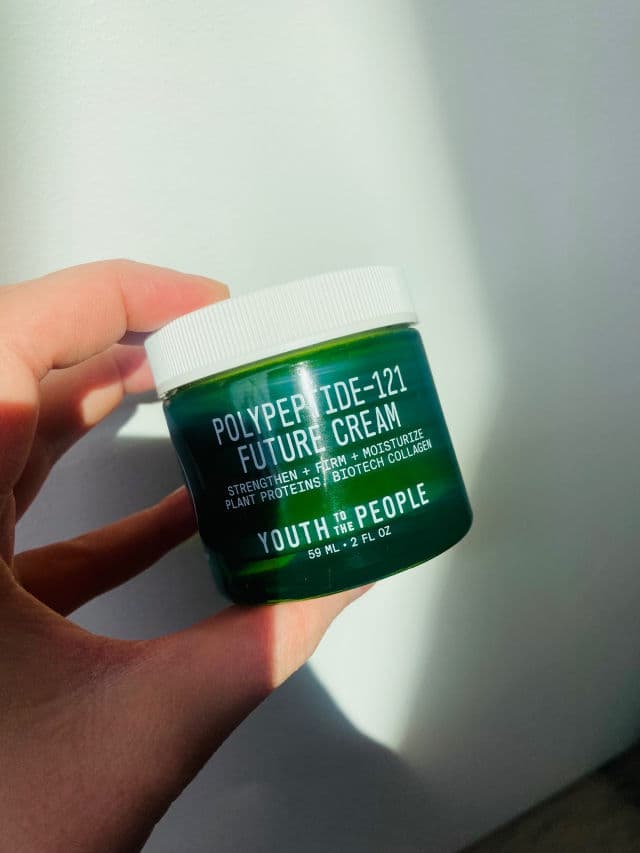 POLYPEPTIDE-121
FUTURE CREAM
STRENGTHEN + FIRM + MOISTURIZE
PLANT PROTEINS, BIOTECH COLLAGEN
YOUTH TO THE PEOPLE
59 ML • 2 FL OZ